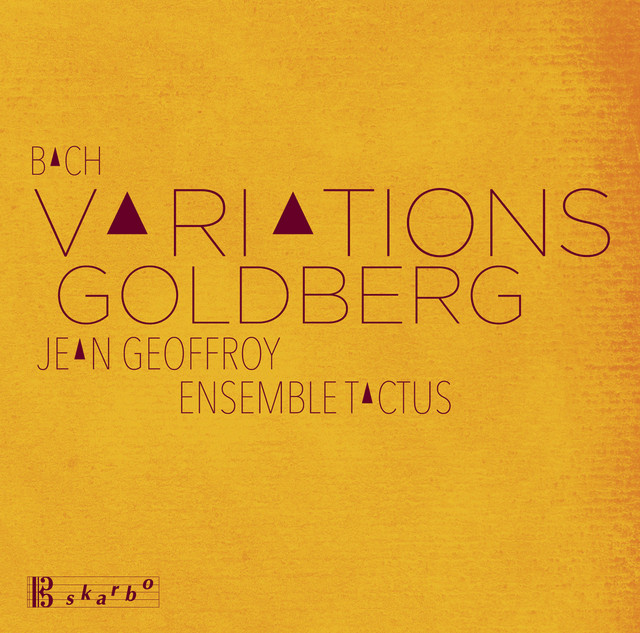 BACH
VARIATIONS
GOLDBERG
JEAN GEOFFROY
ENSEMBLE TACTUS
skarbo